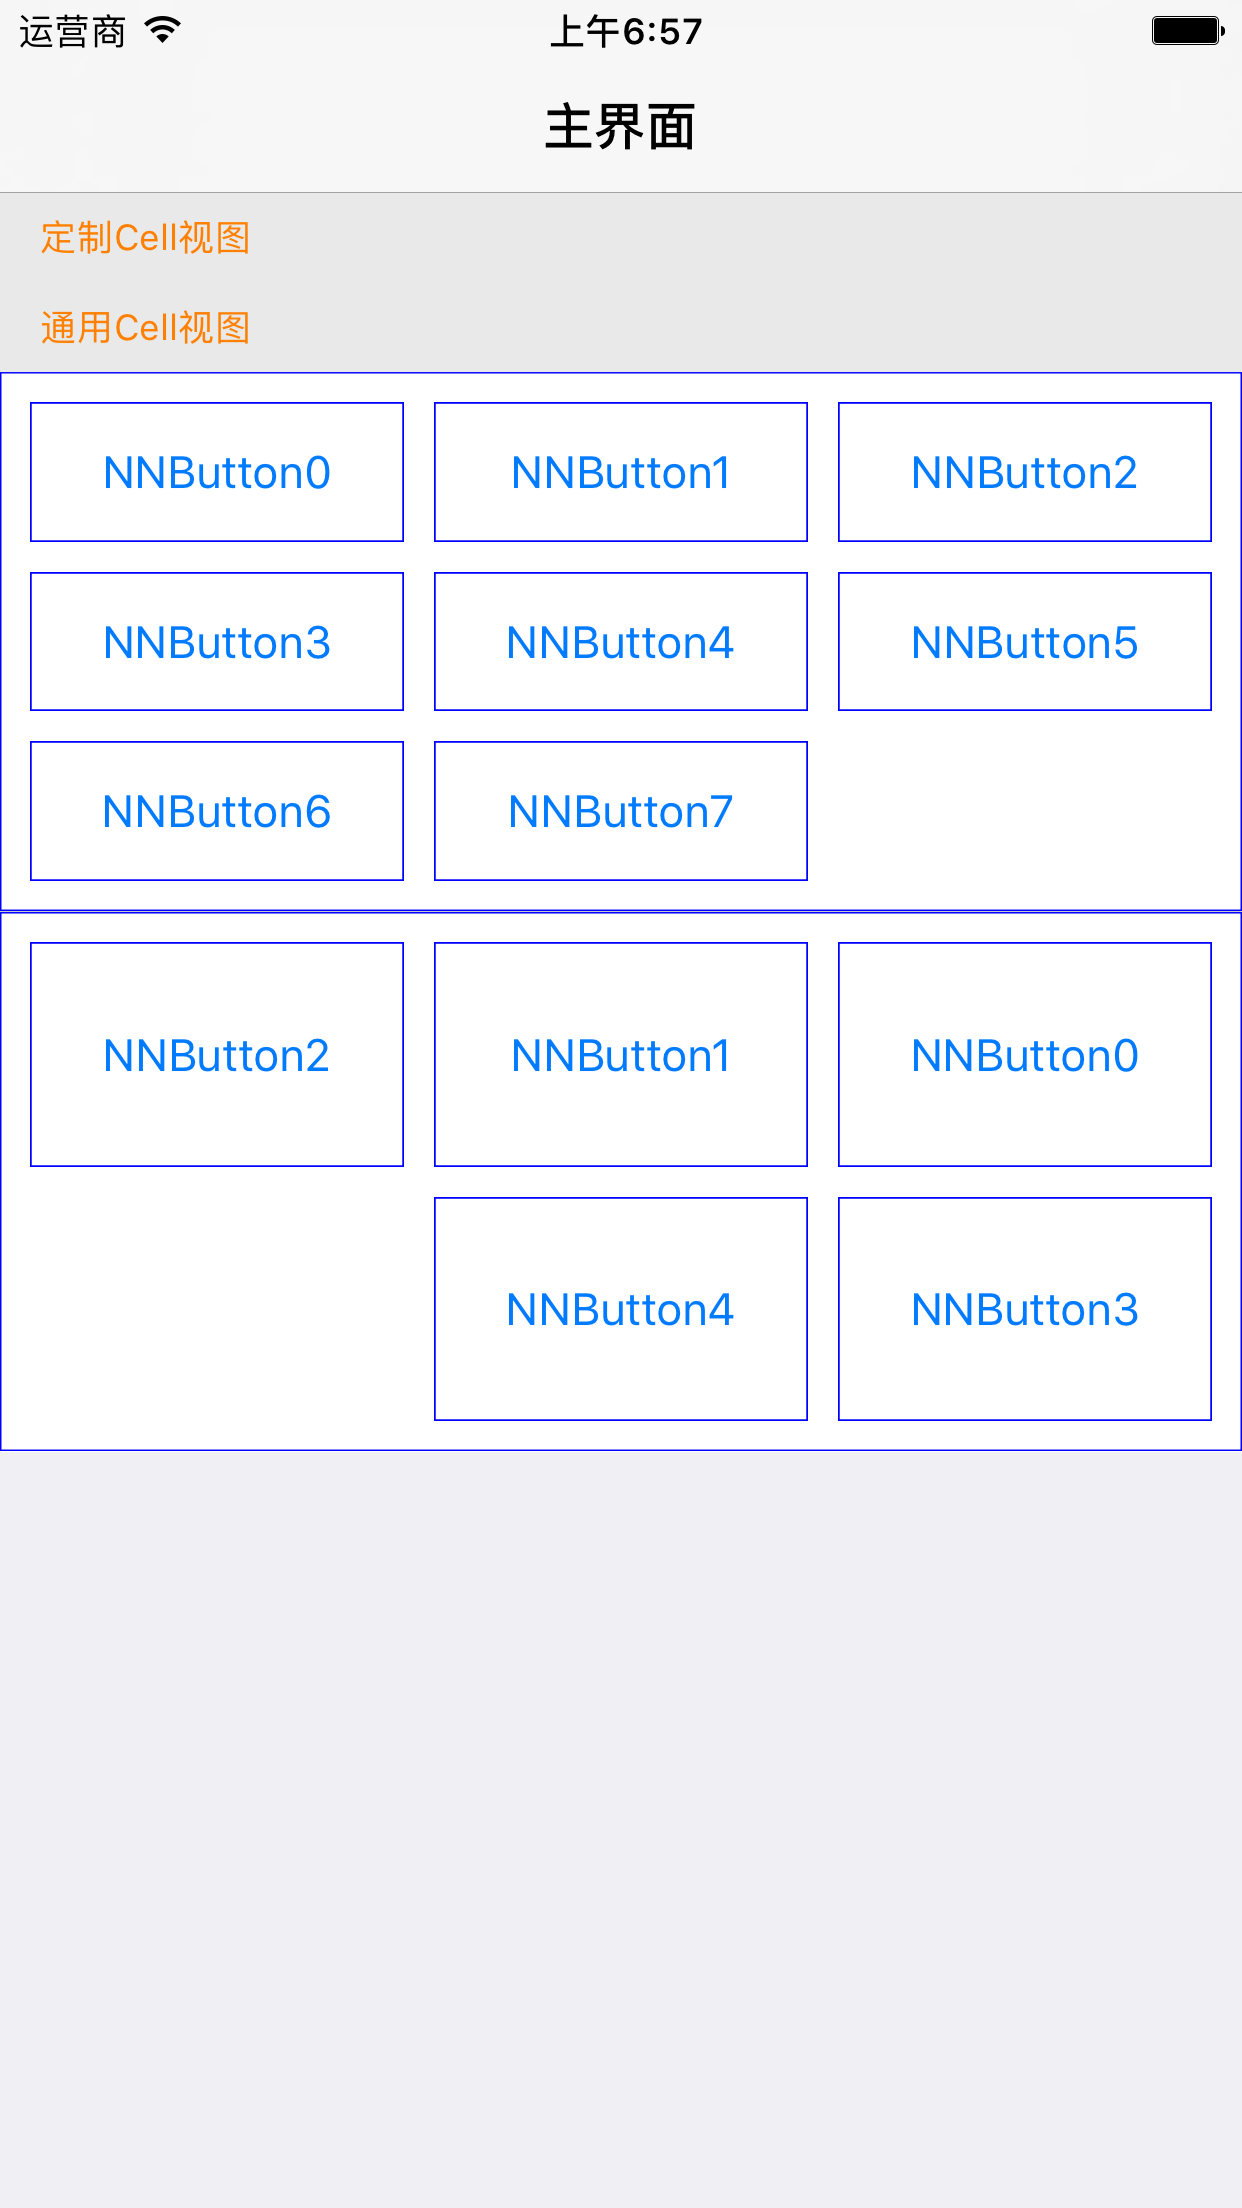 运营商 上午6:57
主界面
定制Cell视图
通用Cell视图
NNButton0 NNButton1 NNButton2
NNButton3 NNButton4 NNButton5
NNButton6 NNButton7
NNButton2 NNButton1 NNButton0
NNButton4 NNButton3